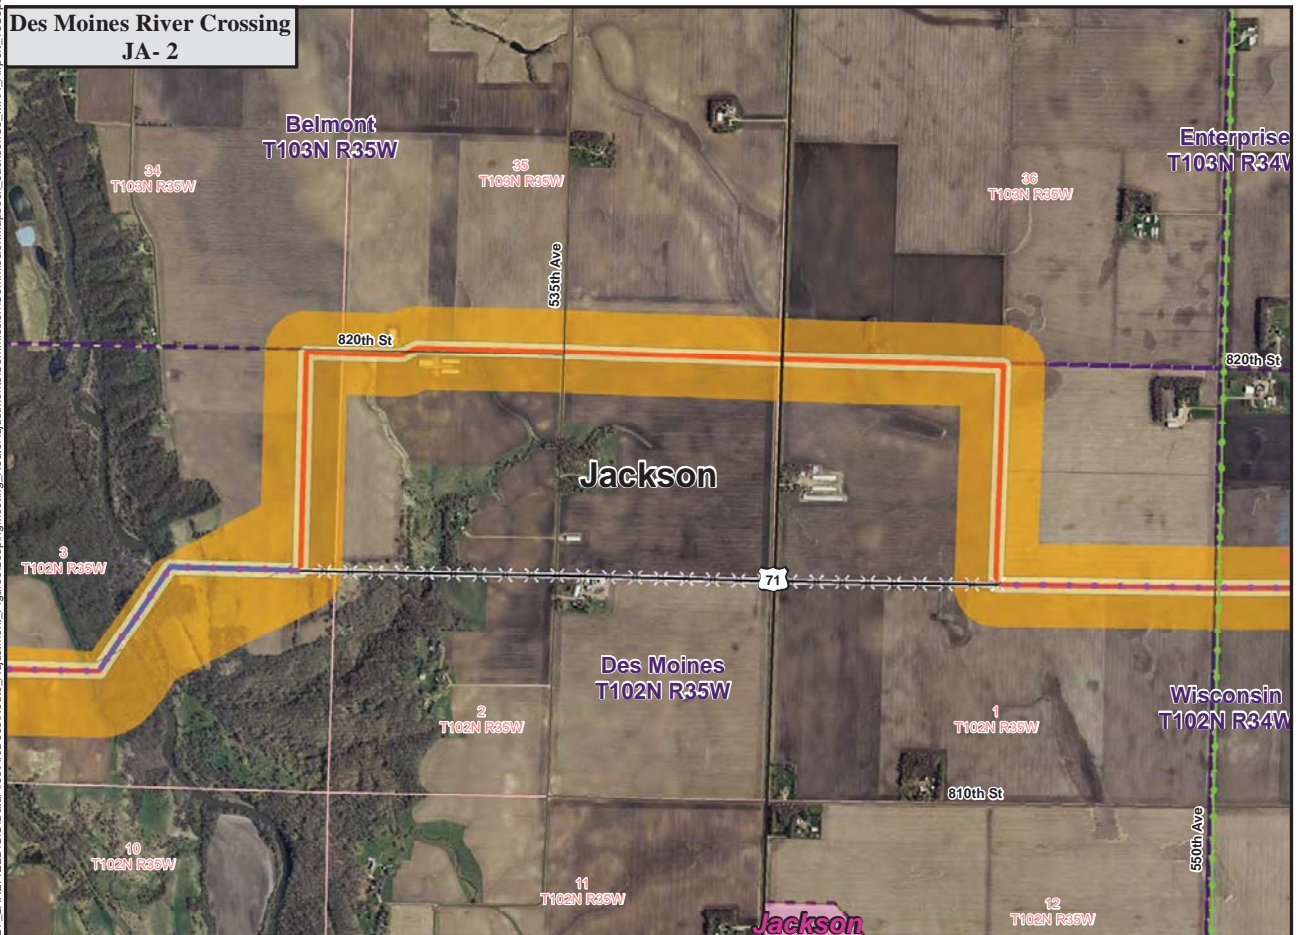 Des Moines River Crossing
JA- 2
Belmont
T103N R35W
Enterprise
T103N R34W
34
T103N R35W
35
T103N R35W
36
T103N R35W
535th Ave
820th St
820th St
Jackson
3
T102N R35W
71
Des Moines
T102N R35W
Wisconsin
T102N R34W
2
T102N R35W
1
T102N R35W
810th St
550th Ave
10
T102N R35W
11
T102N R35W
12
T102N R35W
Jackson